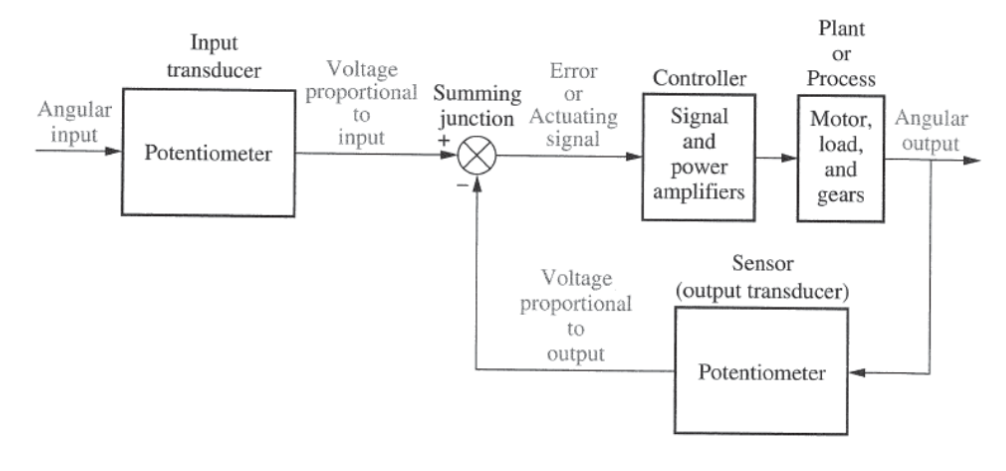 Input
transducer
Angular
input
Potentiometer
Voltage
proportional
to
input
Summing
junction
+
−
Error
or
Actuating
signal
Controller
Signal
and
power
amplifiers
Plant
or
Process
Motor,
load,
and
gears
Angular
output
Sensor
(output transducer)
Potentiometer
Voltage
proportional
to
output